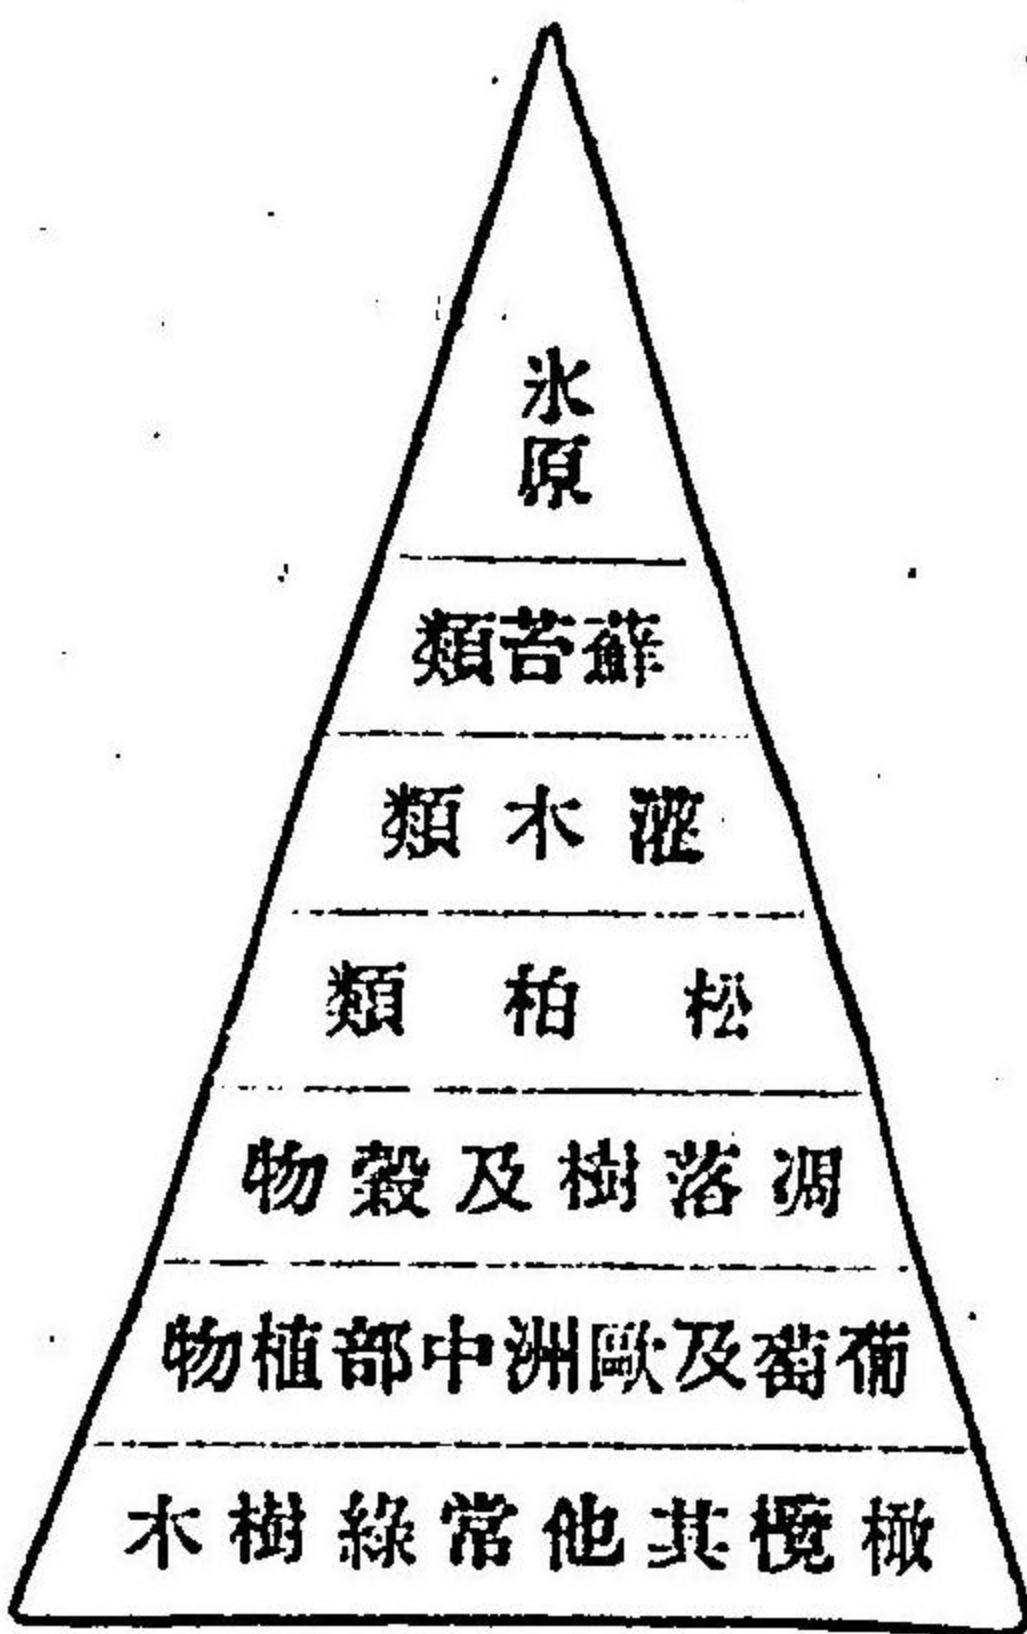 氷原
蘚苔類
灌木類
松柏類
凋落樹及穀物
葡萄及歐洲中部植物
橄欖其他常綠樹木